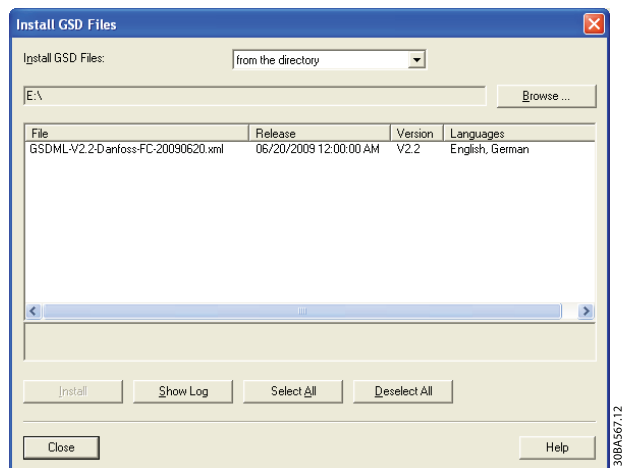 Install GSD Files
Install GSD Files:
from the directory
E:\
Browse ...
File Release Version Languages
GSDML-V2.2-Danfoss-FC-20090620.xml 06/20/2009 12:00:00 AM V2.2 English, German
Install Show Log Select All Deselect All
Close Help
30BA567.12